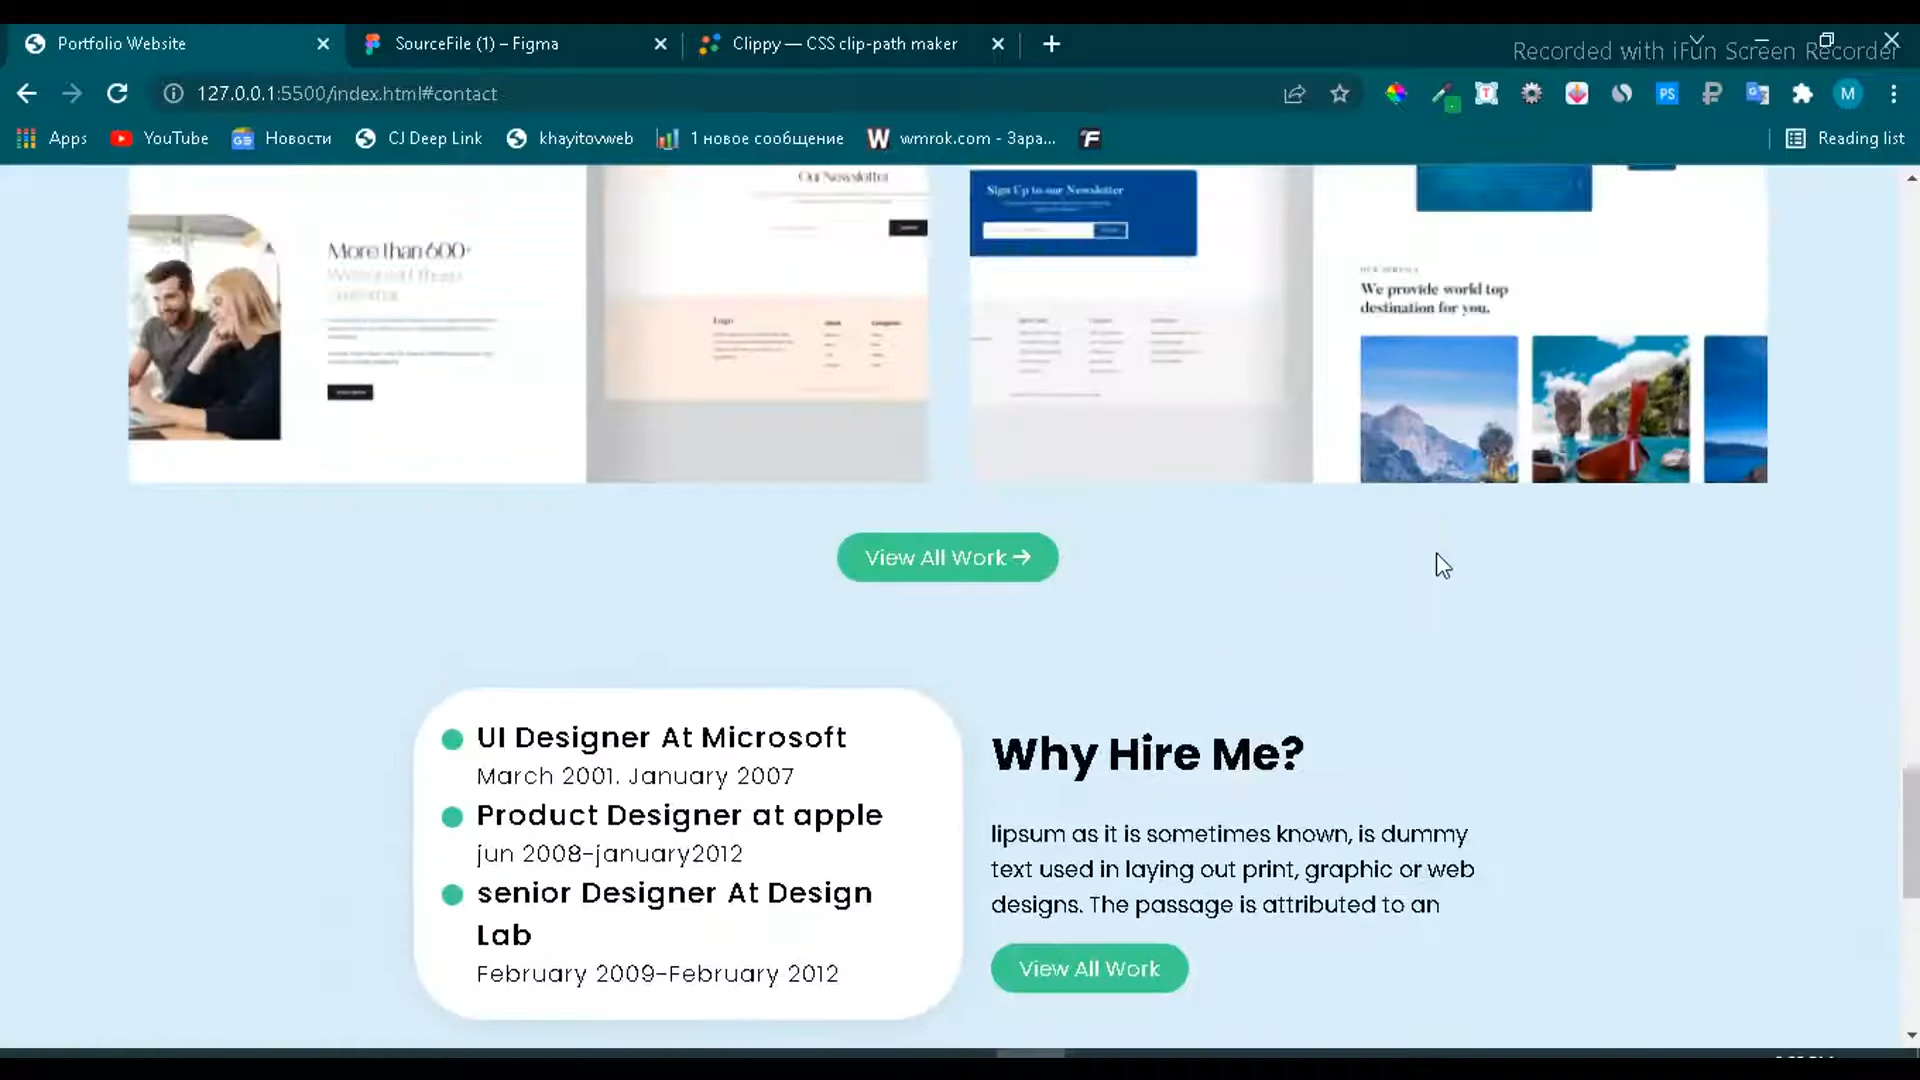 Portfolio Website
SourceFile (1) – Figma
Clippy — CSS clip-path maker
Recorded with iFun Screen Recorder
127.0.0.1:5500/index.html#contact
PS
M
Apps
YouTube
Новости
CJ Deep Link
khayitovweb
1 новое сообщение
wmrok.com - Зара...
Reading list
Our Newsletter
Sign Up to our Newsletter
More than 600+
We provide world top
destination for you.
Logo
View All Work
UI Designer At Microsoft
March 2001. January 2007
Product Designer at apple
jun 2008-january2012
senior Designer At Design
Lab
February 2009-February 2012
Why Hire Me?
lipsum as it is sometimes known, is dummy
text used in laying out print, graphic or web
designs. The passage is attributed to an
View All Work